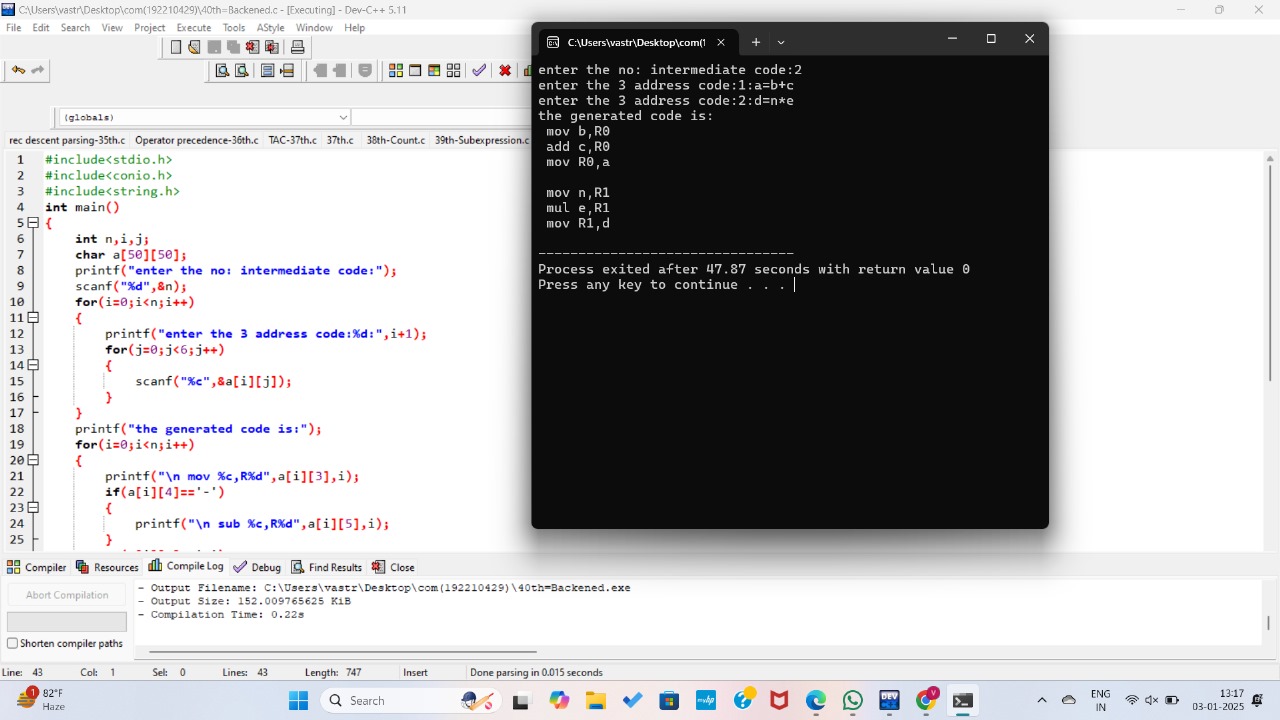 C:\Users\vastr\Desktop\com(192210429)\40th=Backened.c - [Executing] - Dev-C++ 5.11
File Edit Search View Project Execute Tools AStyle Window Help
(globals)
rec descent parsing-35th.c Operator precedence-36th.c TAC-37th.c 37th.c 38th-Count.c 39th-Subexpression.c
1 #include<stdio.h>
2 #include<conio.h>
3 #include<string.h>
4 int main()
5 {
6 int n,i,j;
7 char a[50][50];
8 printf("enter the no: intermediate code:");
9 scanf("%d",&n);
10 for(i=0;i<n;i++)
11 {
12 printf("enter the 3 address code:%d:",i+1);
13 for(j=0;j<6;j++)
14 {
15 scanf("%c",&a[i][j]);
16 }
17 }
18 printf("the generated code is:");
19 for(i=0;i<n;i++)
20 {
21 printf("\n mov %c,R%d",a[i][3],i);
22 if(a[i][4]=='-')
23 {
24 printf("\n sub %c,R%d",a[i][5],i);
25 }
C:\Users\vastr\Desktop\com(1
enter the no: intermediate code:2
enter the 3 address code:1:a=b+c
enter the 3 address code:2:d=n*e
the generated code is:
mov b,R0
add c,R0
mov R0,a
mov n,R1
mul e,R1
mov R1,d
--------------------------------
Process exited after 47.87 seconds with return value 0
Press any key to continue . . .
Compiler Resources Compile Log Debug Find Results Close
Abort Compilation
Shorten compiler paths
- Output Filename: C:\Users\vastr\Desktop\com(192210429)\40th=Backened.exe
- Output Size: 152.009765625 KiB
- Compilation Time: 0.22s
Line: 43 Col: 1 Sel: 0 Lines: 43 Length: 747 Insert Done parsing in 0.015 seconds
1
82°F
Haze
Search
myhp
DEV
V
ENG
IN
11:17
03-01-2025